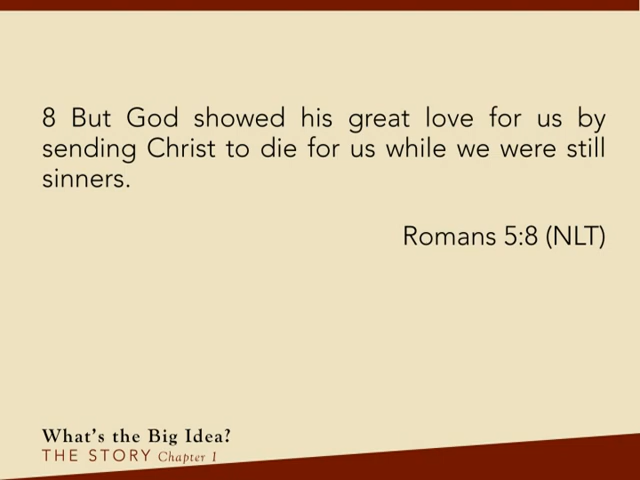 8 But God showed his great love for us by
sending Christ to die for us while we were still
sinners.
Romans 5:8 (NLT)
What's the Big Idea?
THE STORY Chapter 1